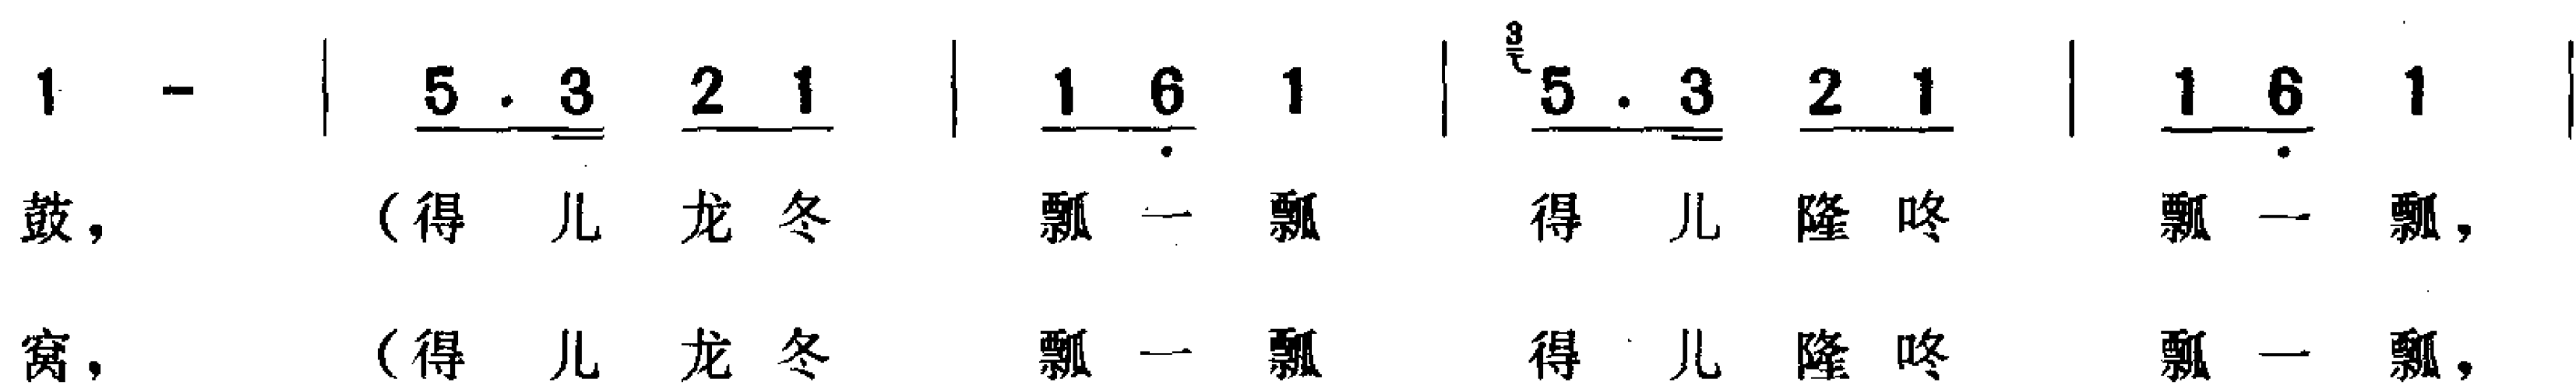 1 - | 5 . 3 2 1 | 1 6 1 | 3 5 . 3 2 1 | 1 6 1 |
鼓， （得 儿 龙 冬 瓢 一 瓢 得 儿 隆 咚 瓢 一 瓢，
窝， （得 儿 龙 冬 瓢 一 瓢 得 儿 隆 咚 瓢 一 瓢，